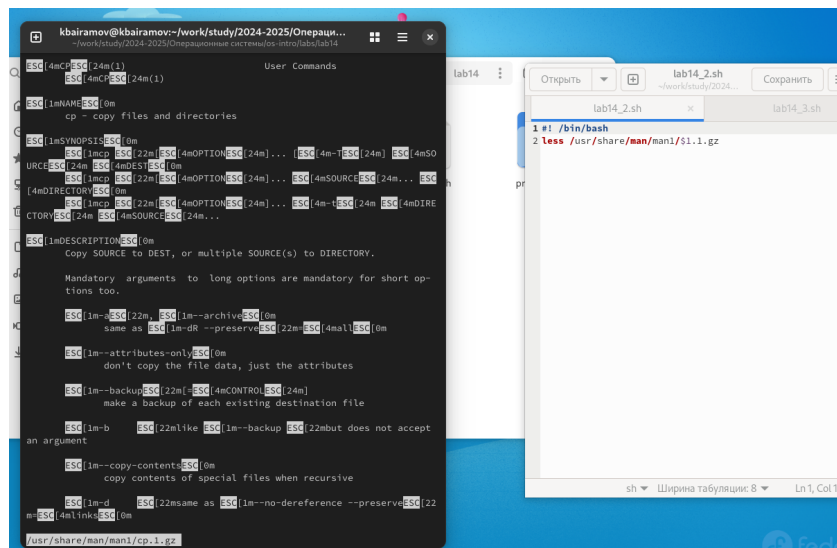 kbairamov@kbairamov:~/work/study/2024-2025/Операци...
~/work/study/2024-2025/Операционные системы/os-intro/labs/lab14
ESC[4mCPESC[24m(1) User Commands
ESC[4mCPESC[24m(1)
ESC[1mNAMEESC[0m
cp - copy files and directories
ESC[1mSYNOPSISESC[0m
ESC[1mcp ESC[22m[ESC[4mOPTIONESC[24m]... [ESC[4m-TESC[24m] ESC[4mSO
URCEESC[24m ESC[4mDESTESC[0m
ESC[1mcp ESC[22m[ESC[4mOPTIONESC[24m]... ESC[4mSOURCEESC[24m... ESC
[4mDIRECTORYESC[0m
ESC[1mcp ESC[22m[ESC[4mOPTIONESC[24m]... ESC[4m-tESC[24m ESC[4mDIRE
CTORYESC[24m ESC[4mSOURCEESC[24m...
ESC[1mDESCRIPTIONESC[0m
Copy SOURCE to DEST, or multiple SOURCE(s) to DIRECTORY.
Mandatory arguments to long options are mandatory for short op-
tions too.
ESC[1m-aESC[22m, ESC[1m--archiveESC[0m
same as ESC[1m-dR --preserveESC[22m=ESC[4mallESC[0m
ESC[1m--attributes-onlyESC[0m
don't copy the file data, just the attributes
ESC[1m--backupESC[22m[=ESC[4mCONTROLESC[24m]
make a backup of each existing destination file
ESC[1m-b ESC[22mlike ESC[1m--backup ESC[22mbut does not accept
an argument
ESC[1m--copy-contentsESC[0m
copy contents of special files when recursive
ESC[1m-d ESC[22msame as ESC[1m--no-dereference --preserveESC[22
m=ESC[4mlinksESC[0m
/usr/share/man/man1/cp.1.gz
lab14
Открыть
lab14_2.sh
~/work/study/2024...
Сохранить
lab14_2.sh
lab14_3.sh
1 #! /bin/bash
2 less /usr/share/man/man1/$1.1.gz
sh Ширина табуляции: 8 Ln 1, Col 1